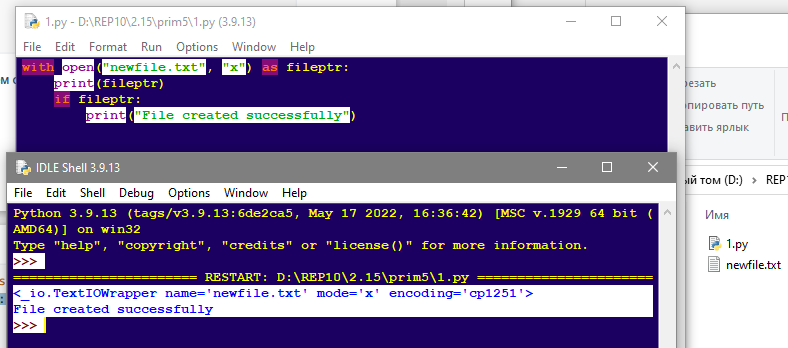 1.py - D:\REP10\2.15\prim5\1.py (3.9.13)
File Edit Format Run Options Window Help
with open("newfile.txt", "x") as fileptr:
print(fileptr)
if fileptr:
print("File created successfully")
резать
пировать путь
авить ярлык
IDLE Shell 3.9.13
File Edit Shell Debug Options Window Help
Python 3.9.13 (tags/v3.9.13:6de2ca5, May 17 2022, 16:36:42) [MSC v.1929 64 bit (
AMD64)] on win32
Type "help", "copyright", "credits" or "license()" for more information.
>>>
========================= RESTART: D:\REP10\2.15\prim5\1.py ========================
<_io.TextIOWrapper name='newfile.txt' mode='x' encoding='cp1251'>
File created successfully
>>>
ый том (D:) > REP
Имя
1.py
newfile.txt